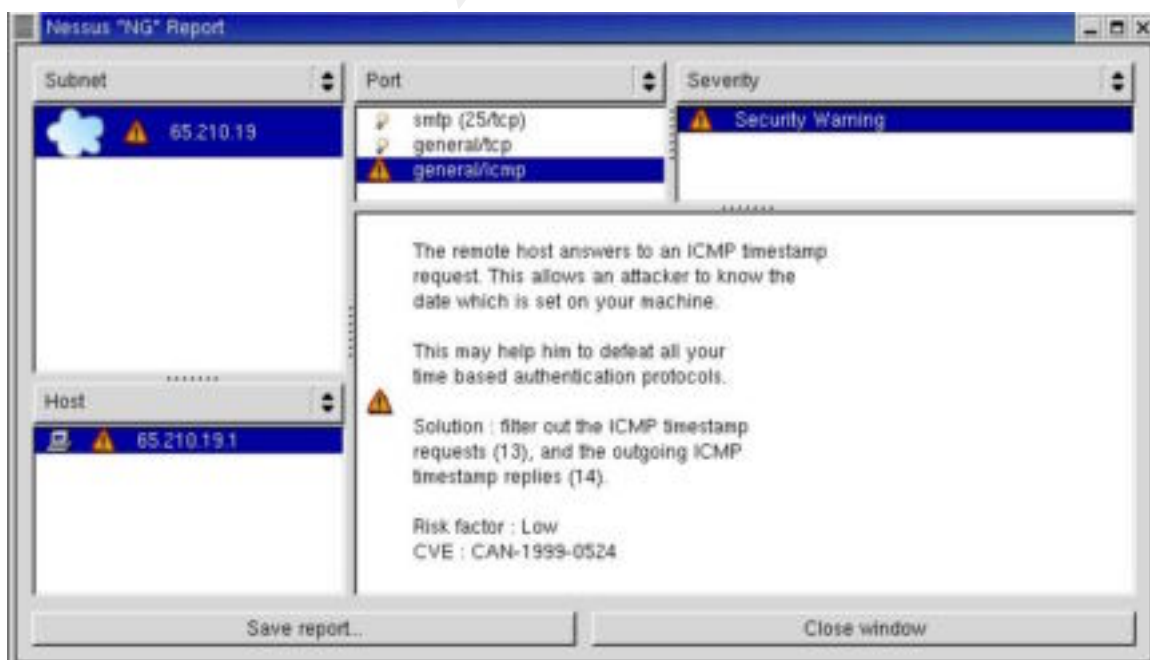 Nessus "NG" Report
Subnet
65.210.19
Port
smtp (25/tcp)
general/tcp
general/icmp
Severity
Security Warning
Host
65.210.19.1
The remote host answers to an ICMP timestamp
request. This allows an attacker to know the
date which is set on your machine.
This may help him to defeat all your
time based authentication protocols.
Solution : filter out the ICMP timestamp
requests (13), and the outgoing ICMP
timestamp replies (14).
Risk factor : Low
CVE : CAN-1999-0524
Save report...
Close window